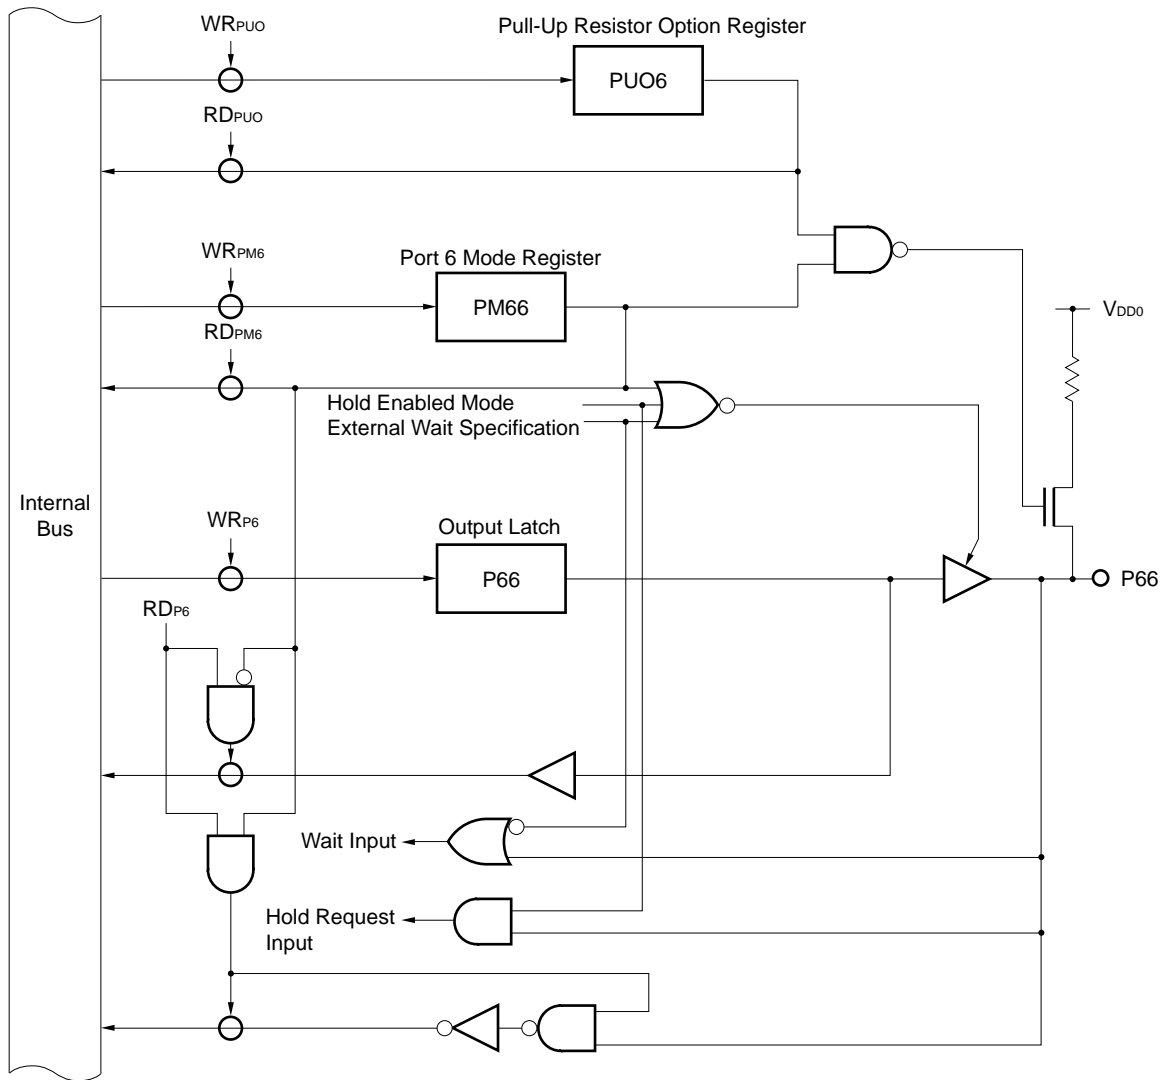 WRPUO
Pull-Up Resistor Option Register
PUO6
RDPUO
WRPM6
Port 6 Mode Register
PM66
RDPM6
VDD0
Hold Enabled Mode
External Wait Specification
Internal
Bus
WRP6
Output Latch
P66
P66
RDP6
Wait Input
Hold Request
Input